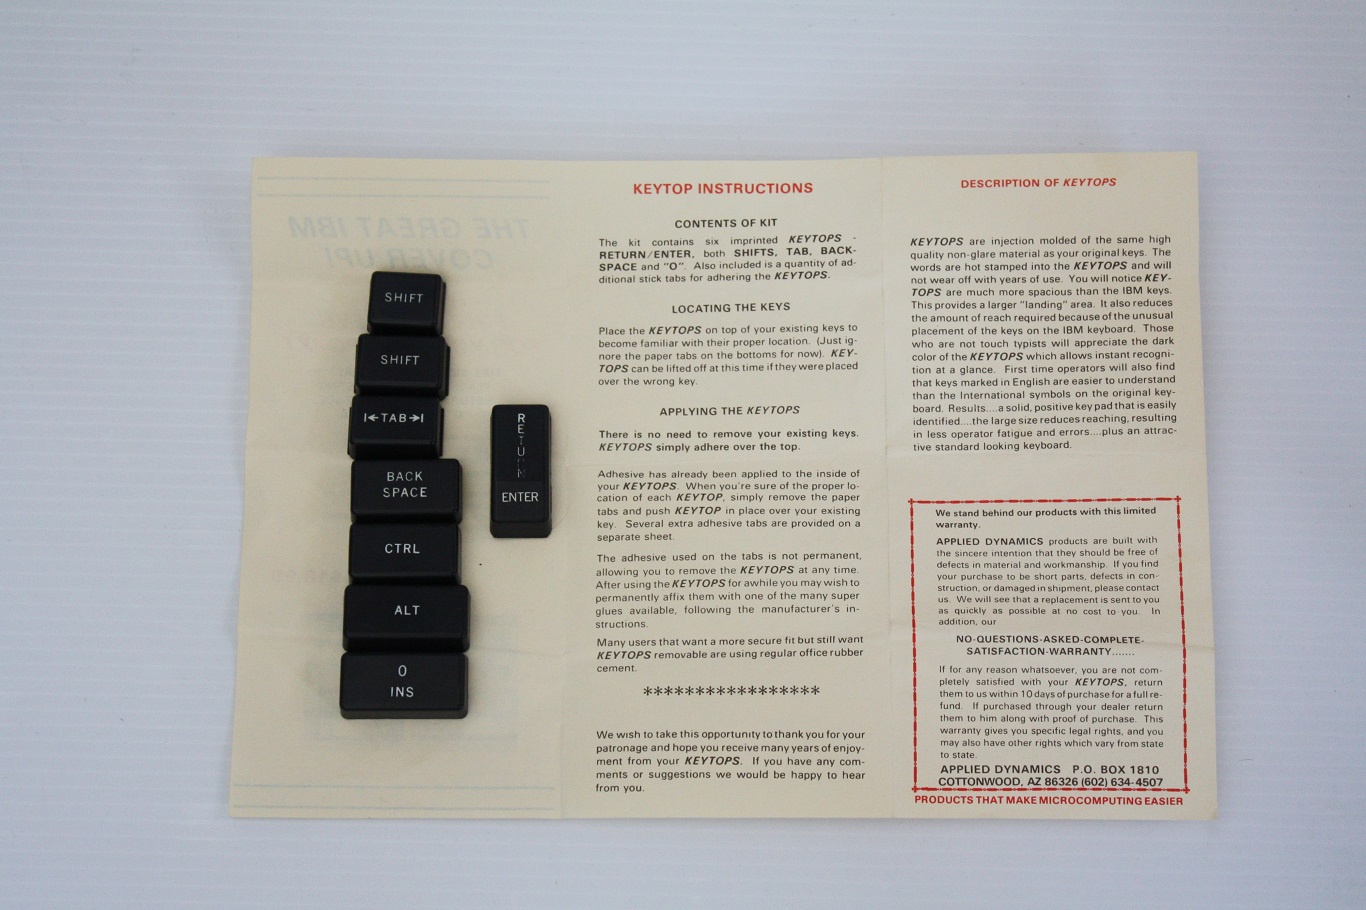 THE GREAT IBM
COVER UP!
SHIFT
SHIFT
|←TAB→|
BACK
SPACE
CTRL
ALT
0
INS
RETURN
ENTER
KEYTOP INSTRUCTIONS
CONTENTS OF KIT
The kit contains six imprinted KEYTOPS -
RETURN/ENTER, both SHIFTS, TAB, BACK-
SPACE and "O". Also included is a quantity of ad-
ditional stick tabs for adhering the KEYTOPS.
LOCATING THE KEYS
Place the KEYTOPS on top of your existing keys to
become familiar with their proper location. (Just ig-
nore the paper tabs on the bottoms for now). KEY-
TOPS can be lifted off at this time if they were placed
over the wrong key.
APPLYING THE KEYTOPS
There is no need to remove your existing keys.
KEYTOPS simply adhere over the top.
Adhesive has already been applied to the inside of
your KEYTOPS. When you're sure of the proper lo-
cation of each KEYTOP, simply remove the paper
tabs and push KEYTOP in place over your existing
key. Several extra adhesive tabs are provided on a
separate sheet.
The adhesive used on the tabs is not permanent,
allowing you to remove the KEYTOPS at any time.
After using the KEYTOPS for awhile you may wish to
permanently affix them with one of the many super
glues available, following the manufacturer's in-
structions.
Many users that want a more secure fit but still want
KEYTOPS removable are using regular office rubber
cement.
*****************
We wish to take this opportunity to thank you for your
patronage and hope you receive many years of enjoy-
ment from your KEYTOPS. If you have any com-
ments or suggestions we would be happy to hear
from you.
DESCRIPTION OF KEYTOPS
KEYTOPS are injection molded of the same high
quality non-glare material as your original keys. The
words are hot stamped into the KEYTOPS and will
not wear off with years of use. You will notice KEY-
TOPS are much more spacious than the IBM keys.
This provides a larger "landing" area. It also reduces
the amount of reach required because of the unusual
placement of the keys on the IBM keyboard. Those
who are not touch typists will appreciate the dark
color of the KEYTOPS which allows instant recogni-
tion at a glance. First time operators will also find
that keys marked in English are easier to understand
than the International symbols on the original key-
board. Results....a solid, positive key pad that is easily
identified....the large size reduces reaching, resulting
in less operator fatigue and errors....plus an attrac-
tive standard looking keyboard.
We stand behind our products with this limited
warranty.
APPLIED DYNAMICS products are built with
the sincere intention that they should be free of
defects in material and workmanship. If you find
your purchase to be short parts, defects in con-
struction, or damaged in shipment, please contact
us. We will see that a replacement is sent to you
as quickly as possible at no cost to you. In
addition, our
NO-QUESTIONS-ASKED-COMPLETE-
SATISFACTION-WARRANTY.......
If for any reason whatsoever, you are not com-
pletely satisfied with your KEYTOPS, return
them to us within 10 days of purchase for a full re-
fund. If purchased through your dealer return
them to him along with proof of purchase. This
warranty gives you specific legal rights, and you
may also have other rights which vary from state
to state.
APPLIED DYNAMICS P.O. BOX 1810
COTTONWOOD, AZ 86326 (602) 634-4507
PRODUCTS THAT MAKE MICROCOMPUTING EASIER